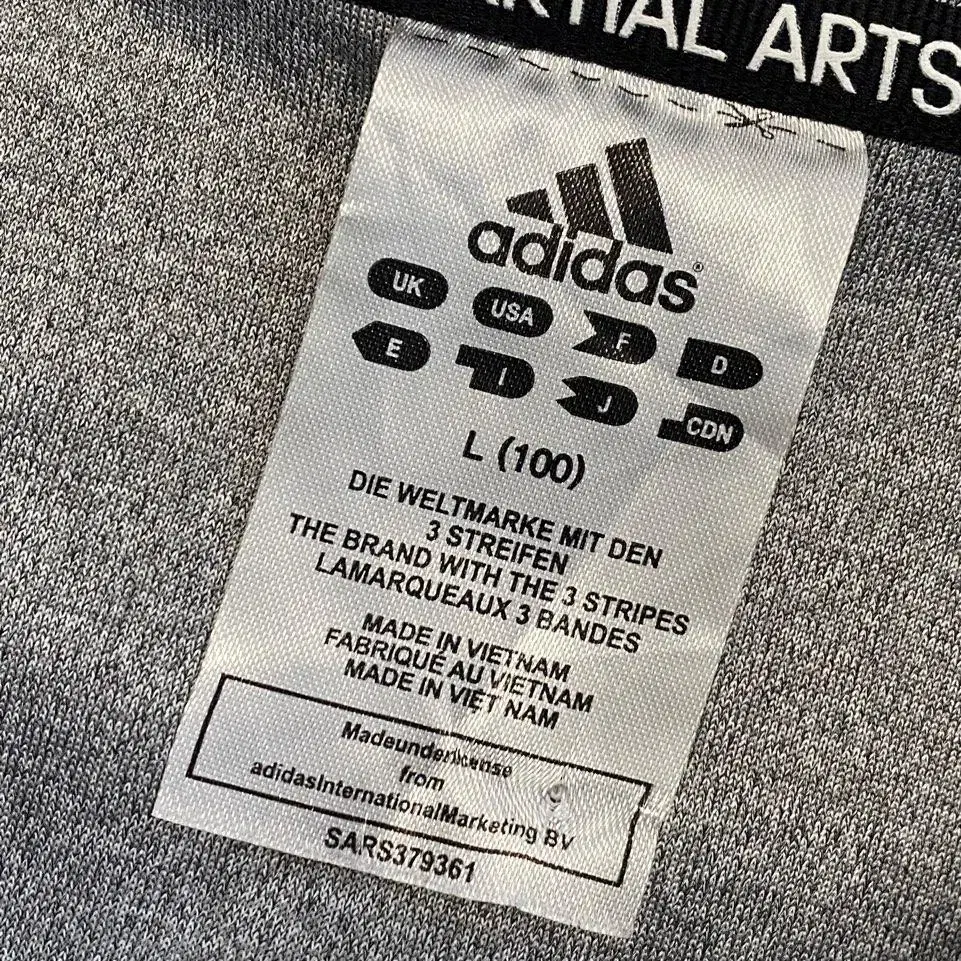 MARTIAL ARTS
adidas®
UK USA F D
E I J CDN
L (100)
DIE WELTMARKE MIT DEN
3 STREIFEN
THE BRAND WITH THE 3 STRIPES
LAMARQUEAUX 3 BANDES
MADE IN VIETNAM
FABRIQUÉ AU VIETNAM
MADE IN VIET NAM
Madeunderlicense
from
adidasInternationalMarketing BV
SARS379361